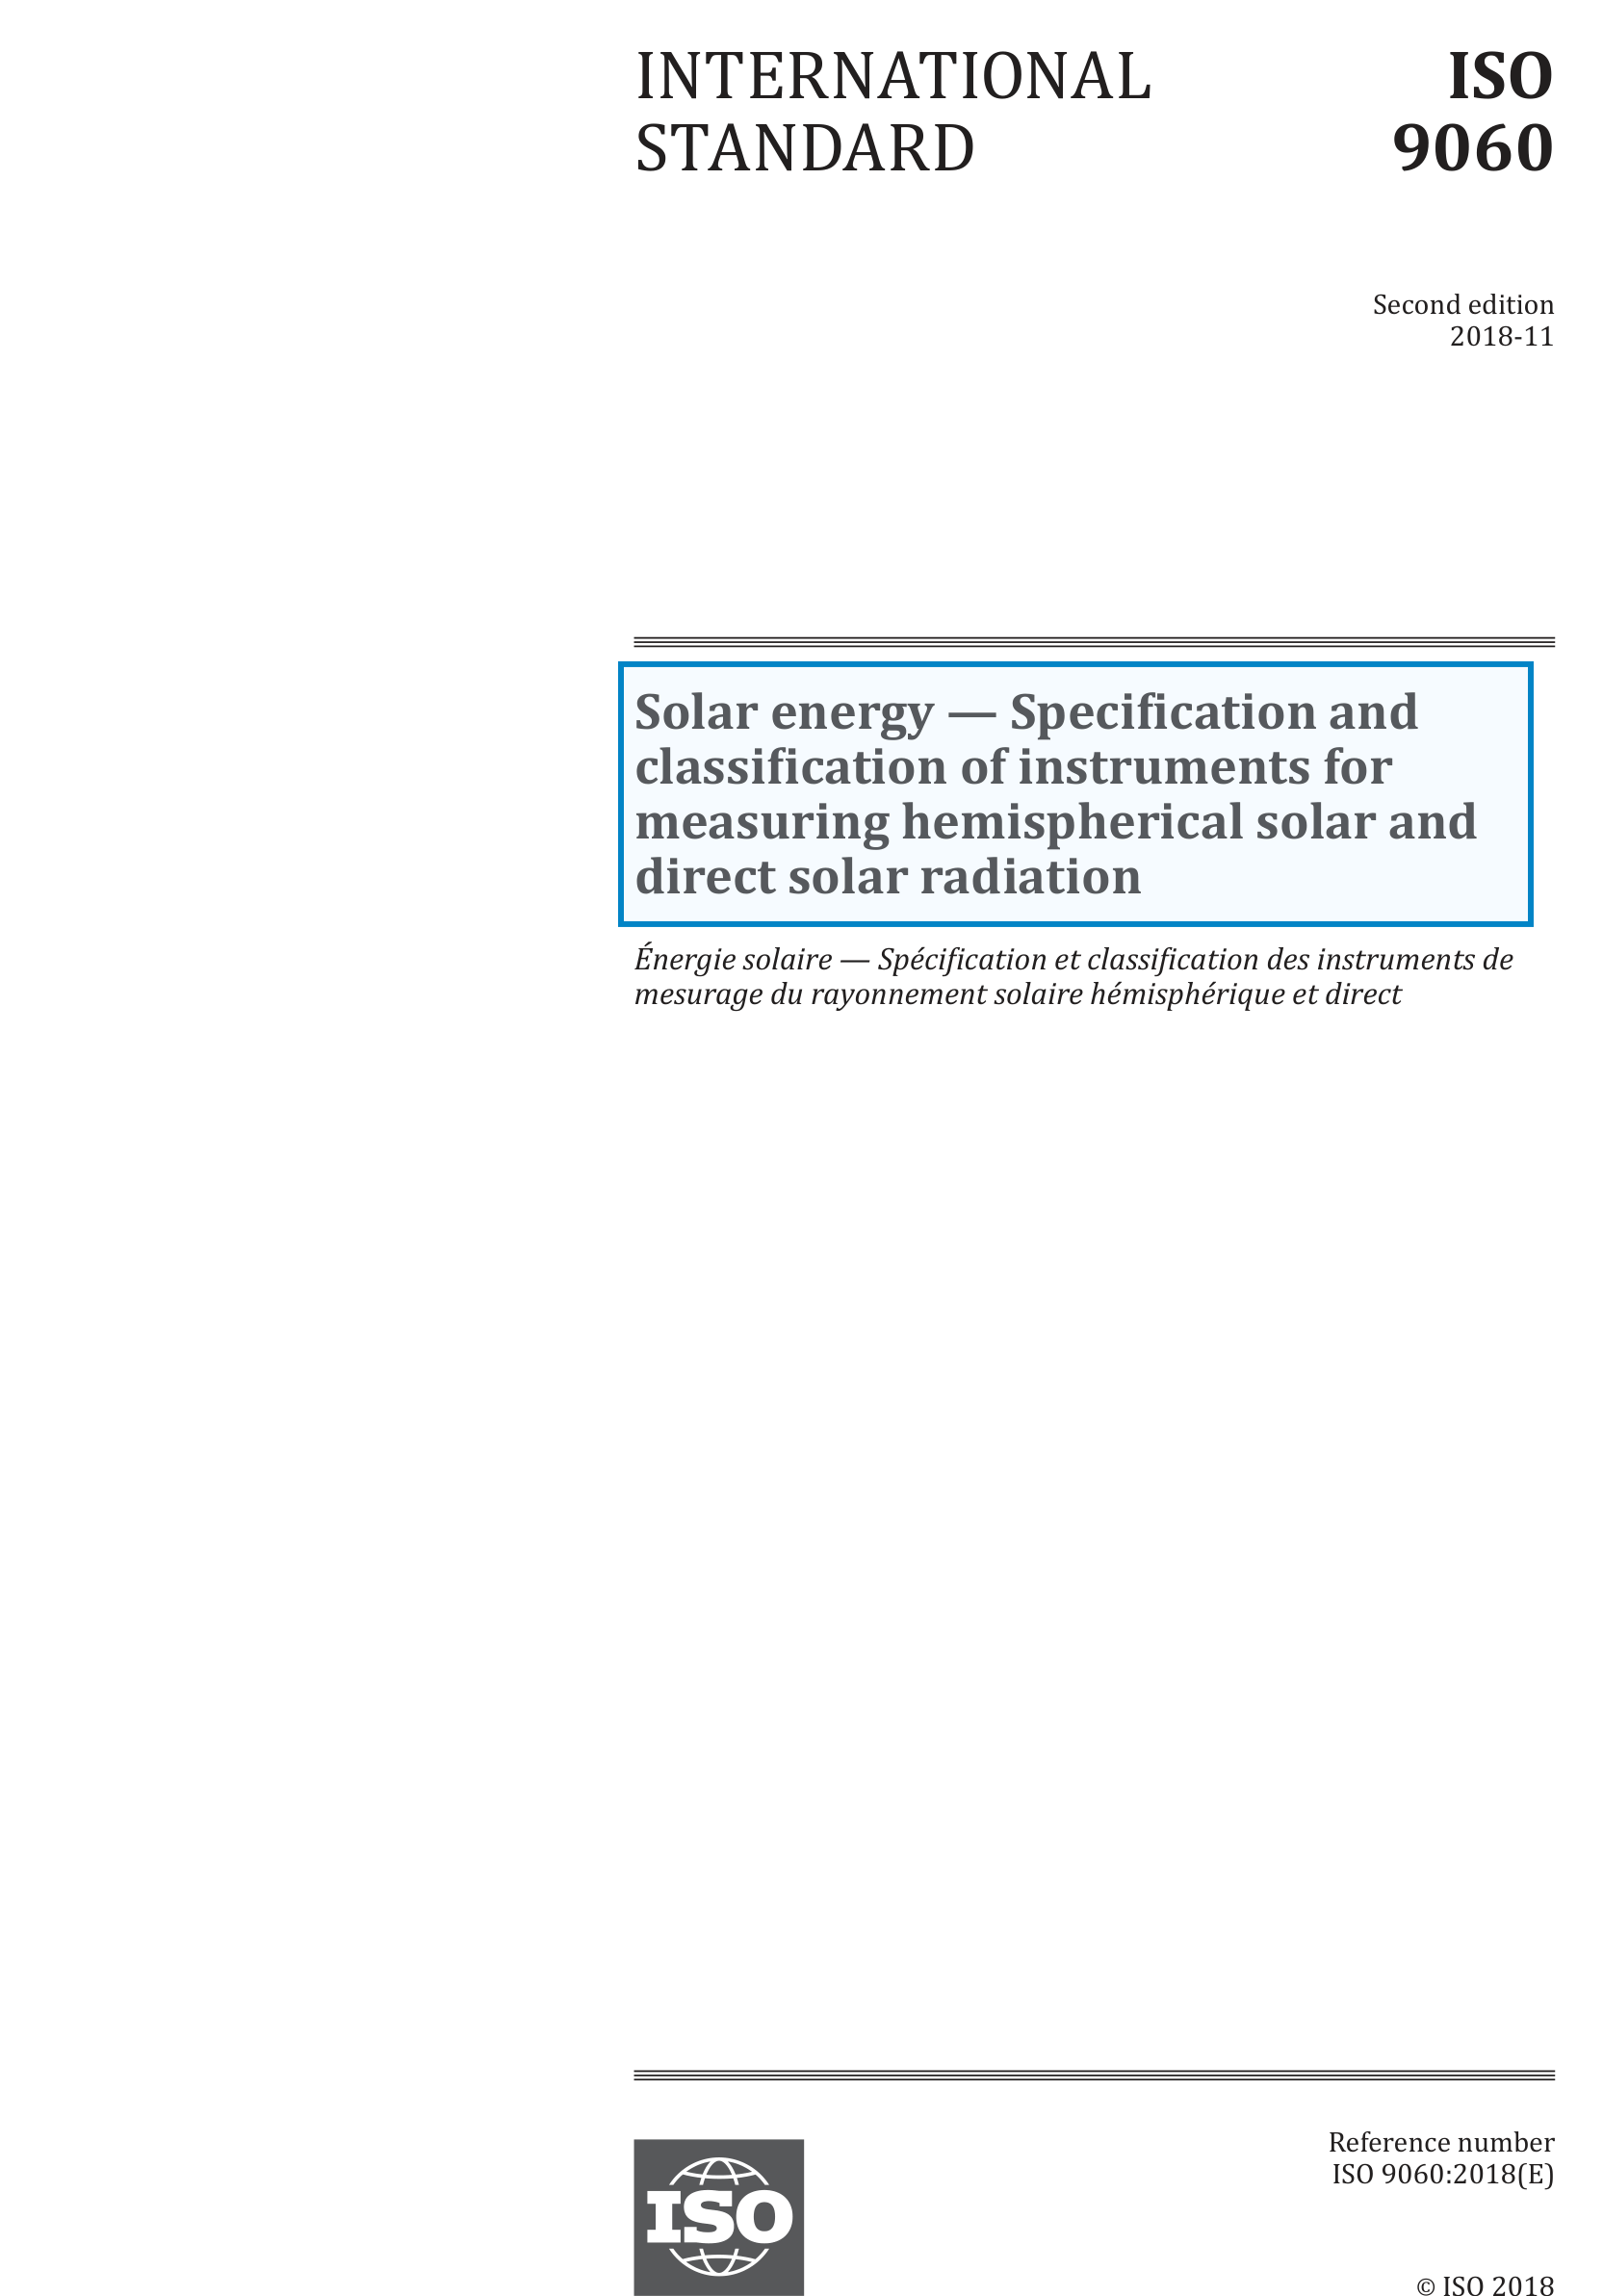 INTERNATIONAL
STANDARD
ISO
9060
Second edition
2018-11
Solar energy — Specification and
classification of instruments for
measuring hemispherical solar and
direct solar radiation
Énergie solaire — Spécification et classification des instruments de
mesurage du rayonnement solaire hémisphérique et direct
ISO
Reference number
ISO 9060:2018(E)
© ISO 2018